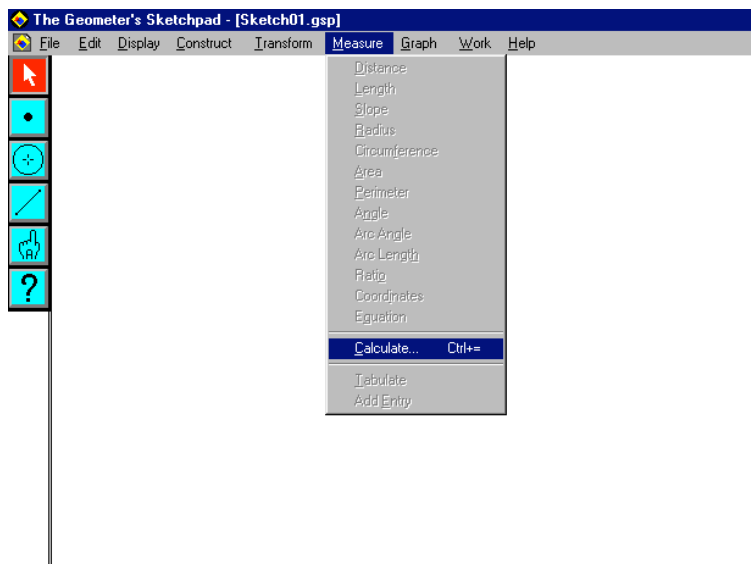 The Geometer's Sketchpad - [Sketch01.gsp]
File Edit Display Construct Transform Measure Graph Work Help
Distance
Length
Slope
Radius
Circumference
Area
Perimeter
Angle
Arc Angle
Arc Length
Ratio
Coordinates
Equation
Calculate... Ctrl+=
Tabulate
Add Entry
A
?